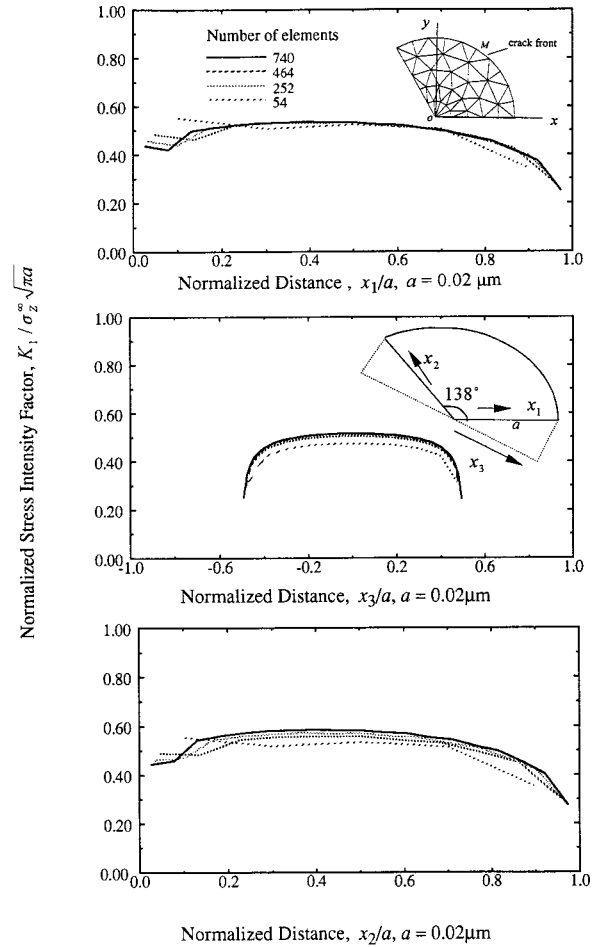 Normalized Stress Intensity Factor, K₁ / σ_z^∞ √πa
1.00
0.80
0.60
0.40
0.20
0.00
Number of elements
740
464
252
54
y
M
crack front
o
x
0.0 0.2 0.4 0.6 0.8 1.0
Normalized Distance , x₁/a, a = 0.02 μm
1.00
0.80
0.60
0.40
0.20
0.00
x₂
138°
x₁
a
x₃
-1.0 -0.6 -0.2 0.2 0.6 1.0
Normalized Distance, x₃/a, a = 0.02μm
1.00
0.80
0.60
0.40
0.20
0.00
0.0 0.2 0.4 0.6 0.8 1.0
Normalized Distance, x₂/a, a = 0.02μm